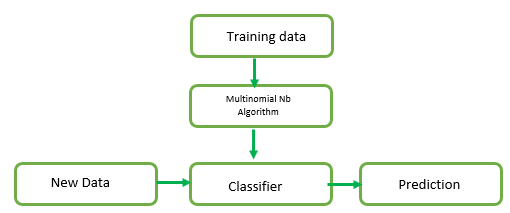 Training data
Multinomial Nb
Algorithm
New Data
Classifier
Prediction